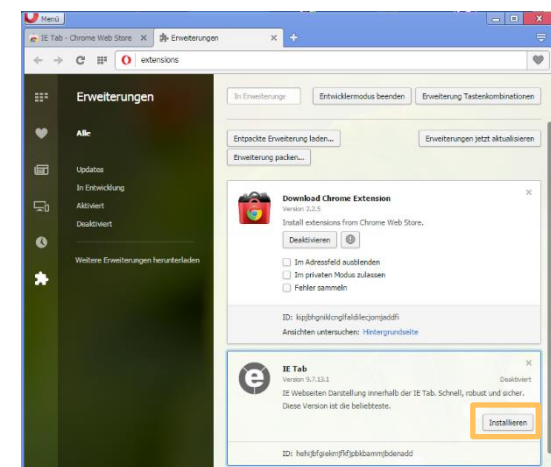 Menü
IE Tab - Chrome Web Store
Erweiterungen
extensions
Erweiterungen
Alle
Updates
In Entwicklung
Aktiviert
Deaktiviert
Weitere Erweiterungen herunterladen
In Erweiterunge
Entwicklermodus beenden
Erweiterung Tastenkombinationen
Entpackte Erweiterung laden...
Erweiterungen jetzt aktualisieren
Erweiterung packen...
Download Chrome Extension
Version 2.2.5
Install extensions from Chrome Web Store.
Deaktivieren
Im Adressfeld ausblenden
Im privaten Modus zulassen
Fehler sammeln
ID: kipjbhgniklcnglfaldilecjomjaddfi
Ansichten untersuchen: Hintergrundseite
IE Tab
Version 9.7.13.1
Deaktiviert
IE Webseiten Darstellung innerhalb der IE Tab. Schnell, robust und sicher.
Diese Version ist die beliebteste.
Installieren
ID: hehijbfgiekmjfkfjpbkbammjbdenadd